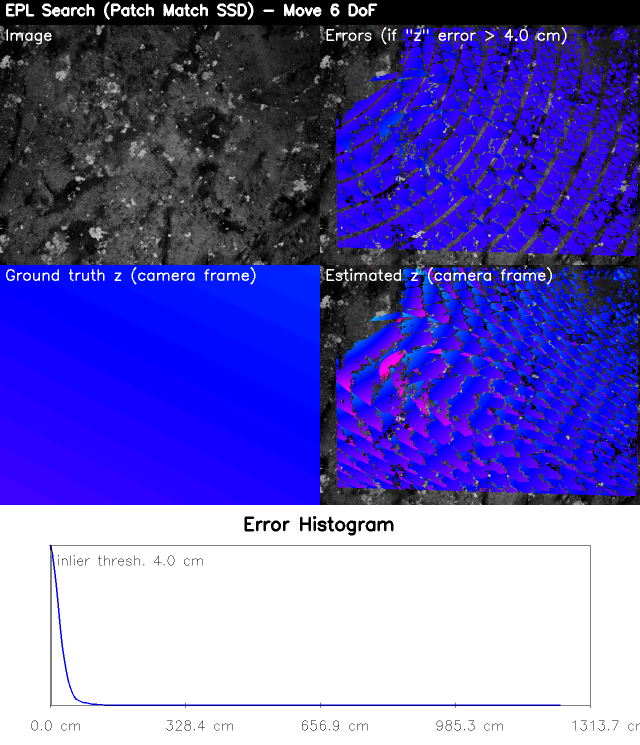 EPL Search (Patch Match SSD) - Move 6 DoF
Image
Errors (if "z" error > 4.0 cm)
Ground truth z (camera frame)
Estimated z (camera frame)
Error Histogram
inlier thresh. 4.0 cm
0.0 cm 328.4 cm 656.9 cm 985.3 cm 1313.7 cm